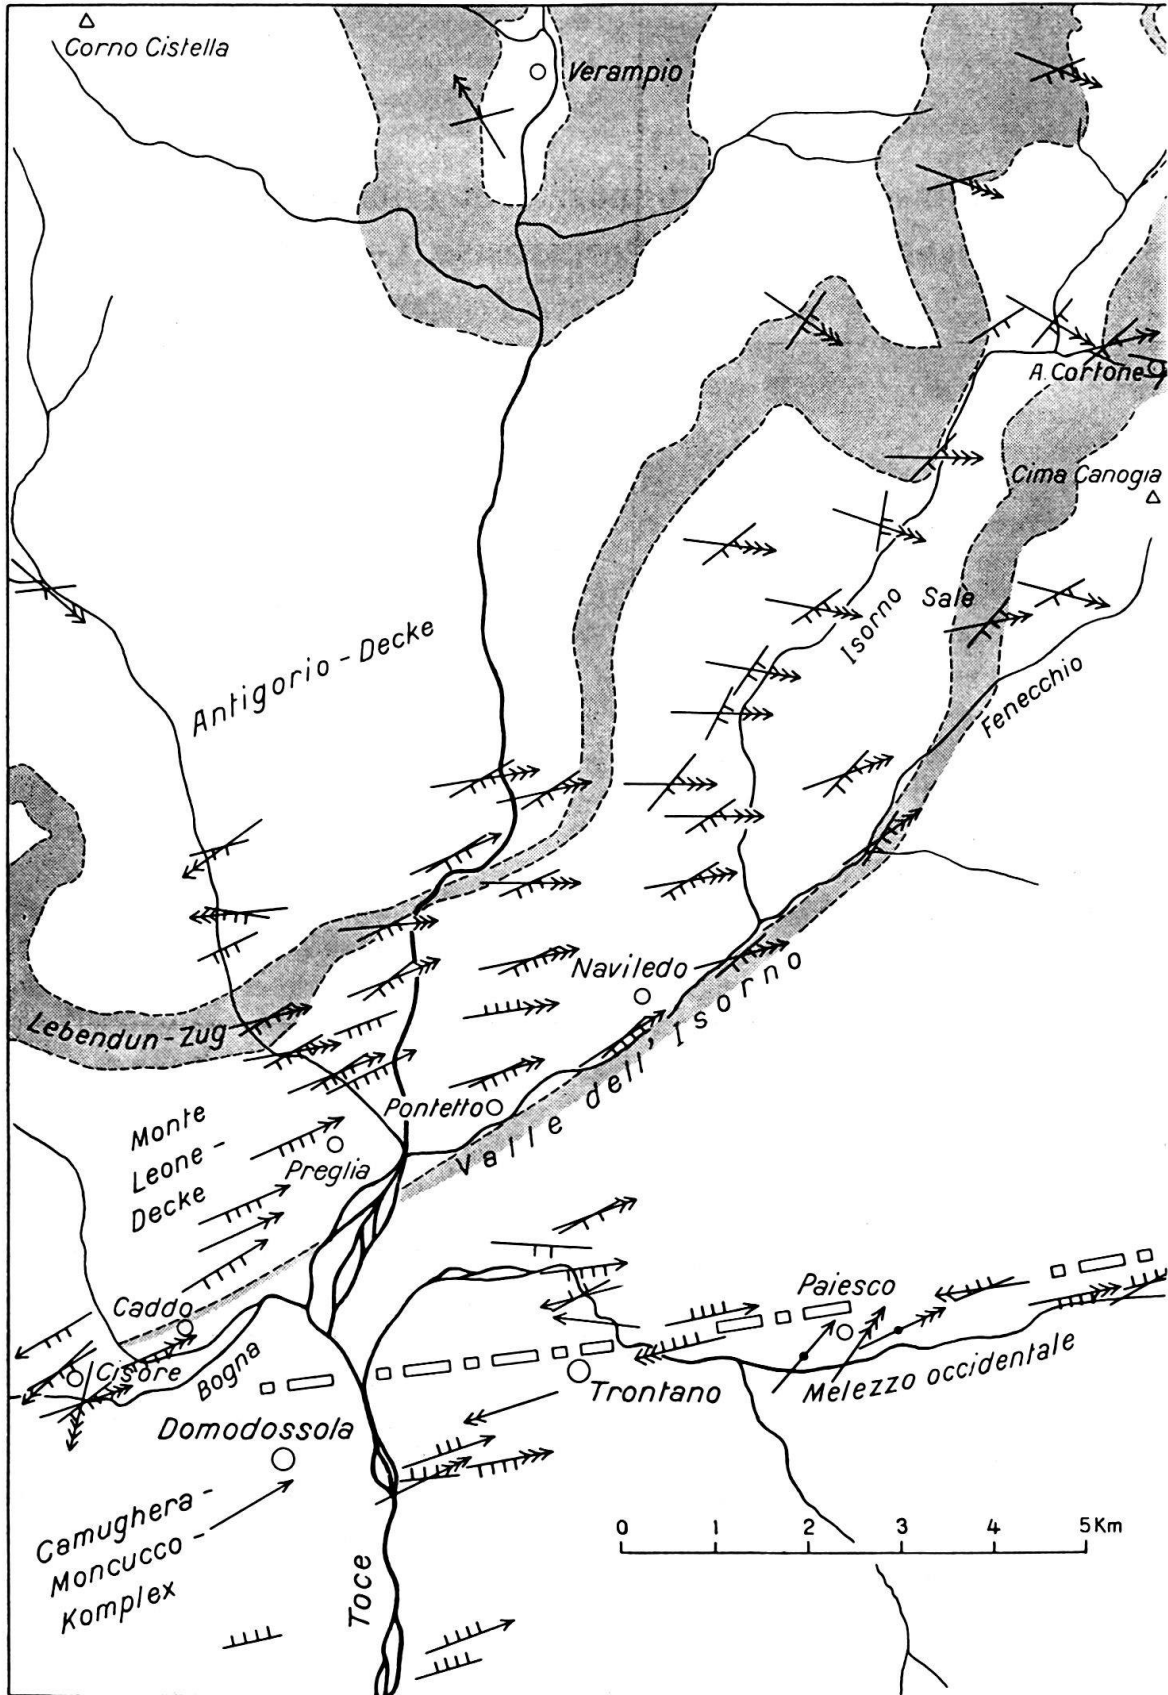 Corno Cistella
Verampio
A. Cortone
Cima Canogia
Sale
Isorno
Fenecchio
Antigorio - Decke
Naviledo
Lebendun - Zug
Valle dell' Isorno
Pontetto
Monte
Leone -
Decke
Preglia
Caddo
Cisore
Bogna
Paiesco
Melezzo occidentale
Trontano
Domodossola
Camughera -
Moncucco -
Komplex
Toce
0 1 2 3 4 5 Km